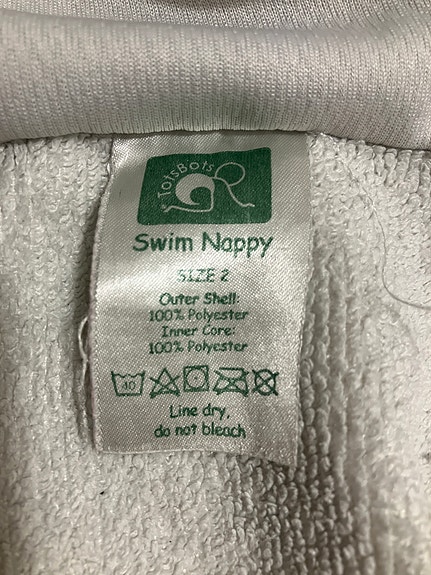 TotsBots
Swim Nappy
SIZE 2
Outer Shell:
100% Polyester
Inner Core:
100% Polyester
40
Line dry,
do not bleach